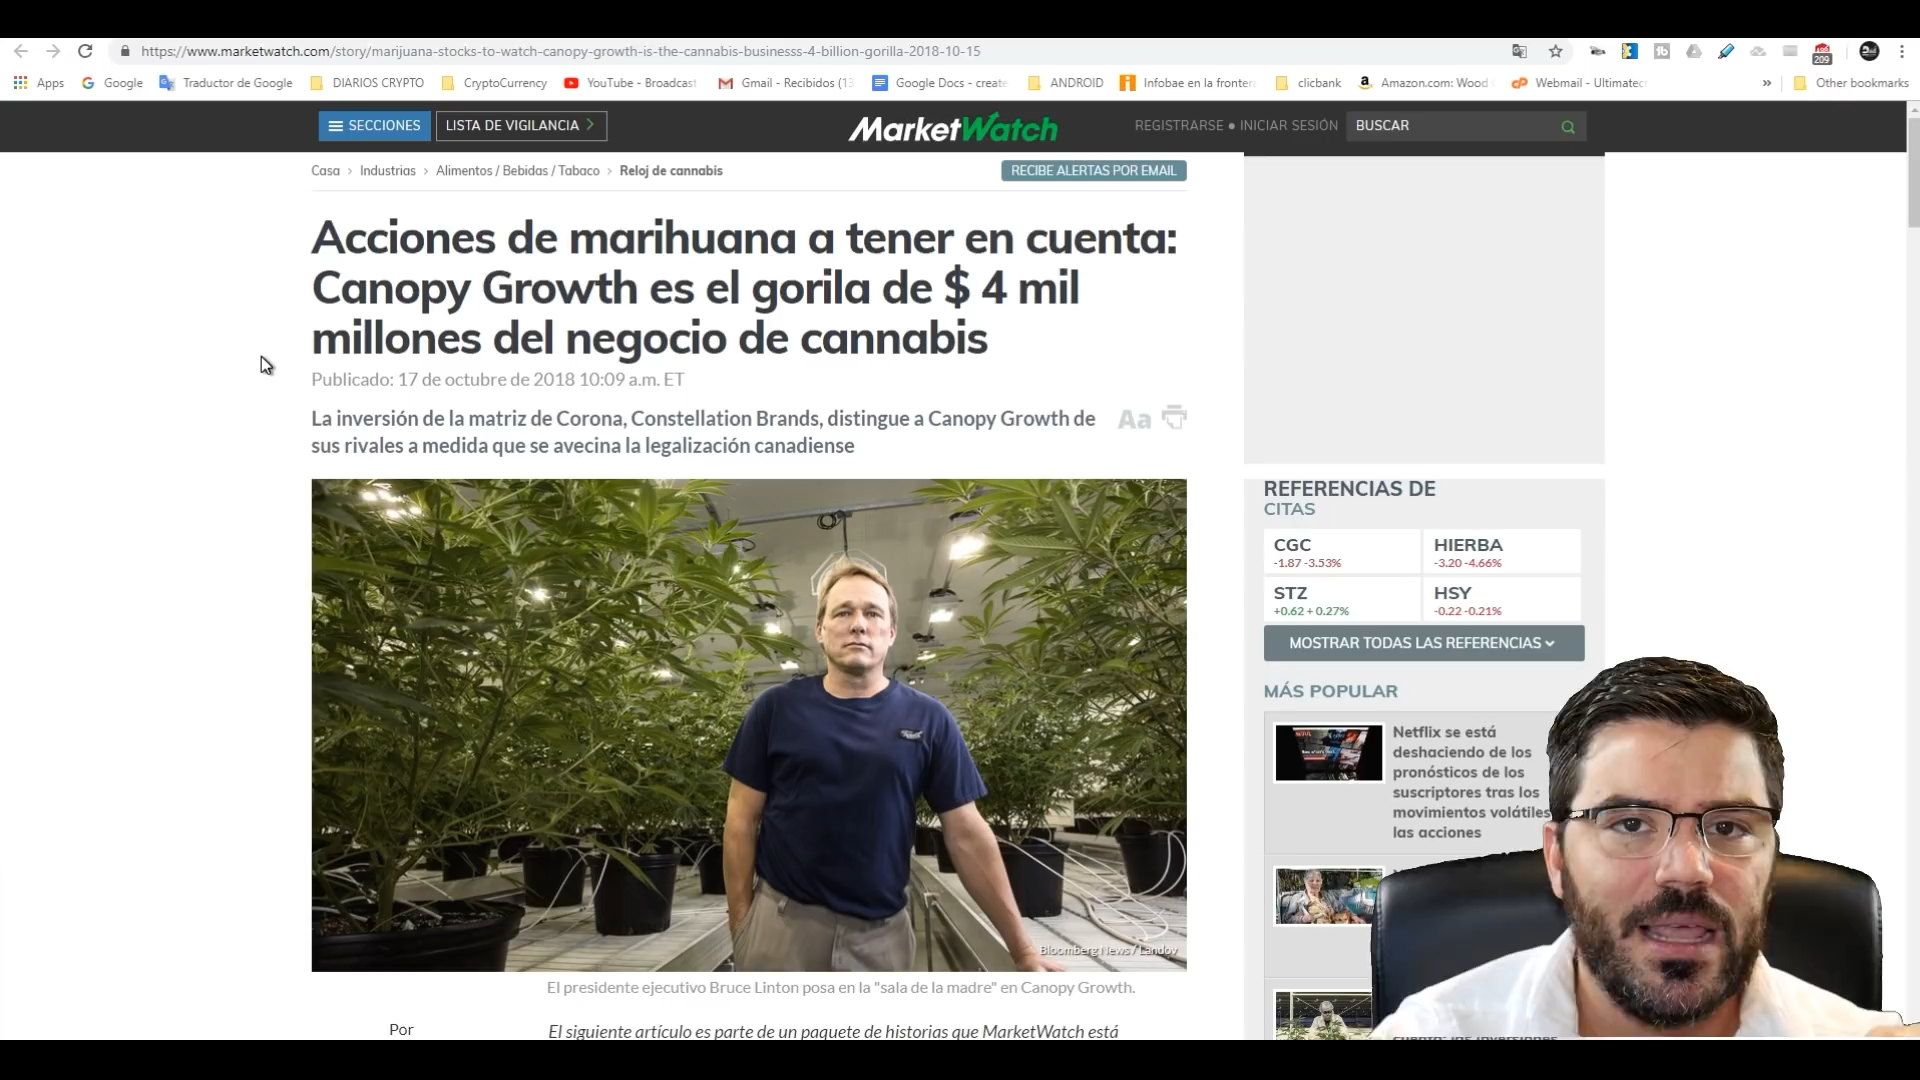 https://www.marketwatch.com/story/marijuana-stocks-to-watch-canopy-growth-is-the-cannabis-businesss-4-billion-gorilla-2018-10-15
209
Apps Google Traductor de Google DIARIOS CRYPTO CryptoCurrency YouTube - Broadcast Gmail - Recibidos (13 Google Docs - create ANDROID Infobae en la fronter clicbank Amazon.com: Wood Webmail - Ultimatec » Other bookmarks
SECCIONES LISTA DE VIGILANCIA MarketWatch REGISTRARSE • INICIAR SESIÓN BUSCAR
Casa > Industrias > Alimentos / Bebidas / Tabaco > Reloj de cannabis
RECIBE ALERTAS POR EMAIL
Acciones de marihuana a tener en cuenta:
Canopy Growth es el gorila de $ 4 mil
millones del negocio de cannabis
Publicado: 17 de octubre de 2018 10:09 a.m. ET
La inversión de la matriz de Corona, Constellation Brands, distingue a Canopy Growth de
sus rivales a medida que se avecina la legalización canadiense
Aa
Bloomberg News / Landov
El presidente ejecutivo Bruce Linton posa en la "sala de la madre" en Canopy Growth.
Por
El siguiente artículo es parte de un paquete de historias que MarketWatch está
REFERENCIAS DE
CITAS
CGC HIERBA
-1.87 -3.53% -3.20 -4.66%
STZ HSY
+0.62 + 0.27% -0.22 -0.21%
MOSTRAR TODAS LAS REFERENCIAS
MÁS POPULAR
Netflix se está
deshaciendo de los
pronósticos de los
suscriptores tras los
movimientos volátiles
las acciones